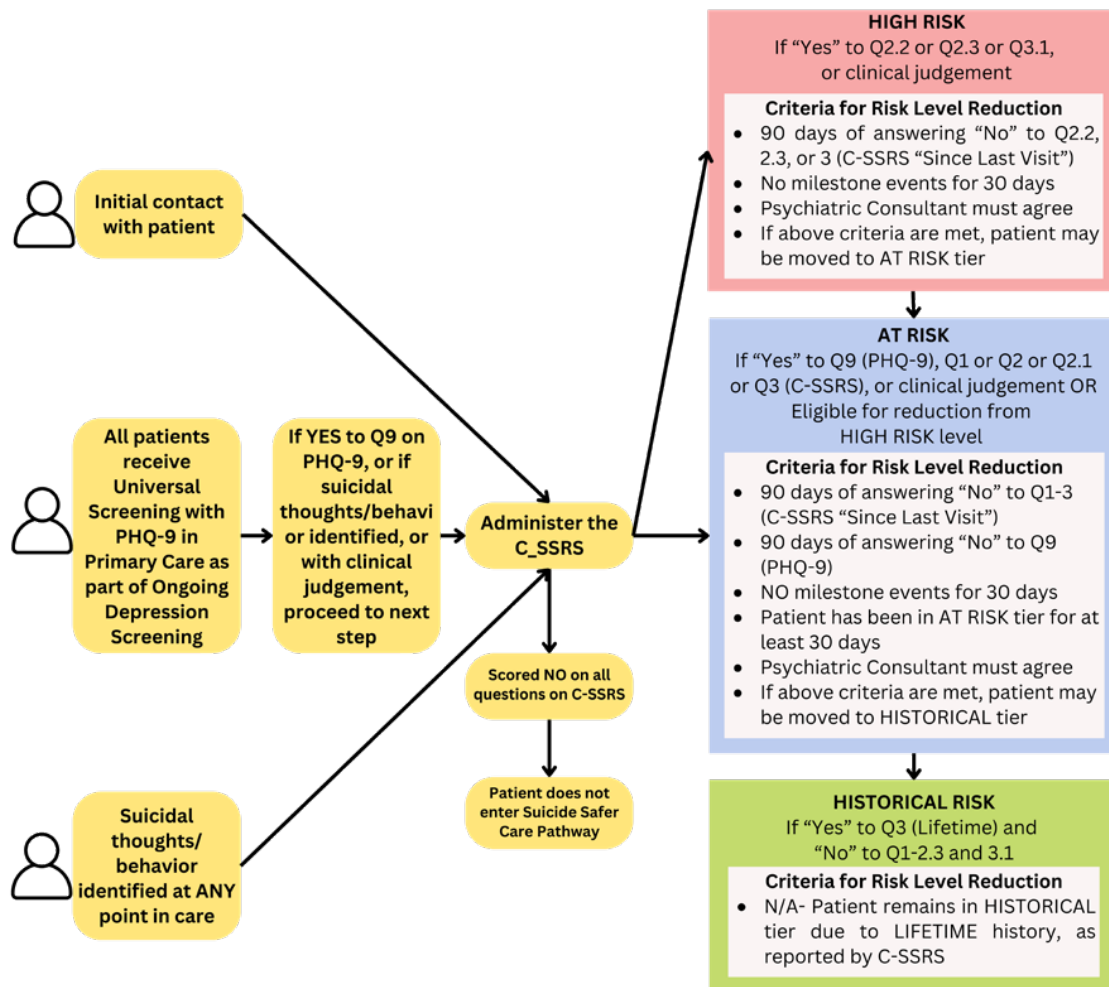 Initial contact
with patient
All patients
receive
Universal
Screening with
PHQ-9 in
Primary Care as
part of Ongoing
Depression
Screening
If YES to Q9 on
PHQ-9, or if
suicidal
thoughts/behavi
or identified, or
with clinical
judgement,
proceed to next
step
Suicidal
thoughts/
behavior
identified at ANY
point in care
Administer the
C_SSRS
Scored NO on all
questions on C-SSRS
Patient does not
enter Suicide Safer
Care Pathway
HIGH RISK
If “Yes” to Q2.2 or Q2.3 or Q3.1,
or clinical judgement
Criteria for Risk Level Reduction
• 90 days of answering “No” to Q2.2,
2.3, or 3 (C-SSRS “Since Last Visit”)
• No milestone events for 30 days
• Psychiatric Consultant must agree
• If above criteria are met, patient may
be moved to AT RISK tier
AT RISK
If “Yes” to Q9 (PHQ-9), Q1 or Q2 or Q2.1
or Q3 (C-SSRS), or clinical judgement OR
Eligible for reduction from
HIGH RISK level
Criteria for Risk Level Reduction
• 90 days of answering “No” to Q1-3
(C-SSRS “Since Last Visit”)
• 90 days of answering “No” to Q9
(PHQ-9)
• NO milestone events for 30 days
• Patient has been in AT RISK tier for at
least 30 days
• Psychiatric Consultant must agree
• If above criteria are met, patient may
be moved to HISTORICAL tier
HISTORICAL RISK
If “Yes” to Q3 (Lifetime) and
“No” to Q1-2.3 and 3.1
Criteria for Risk Level Reduction
• N/A- Patient remains in HISTORICAL
tier due to LIFETIME history, as
reported by C-SSRS